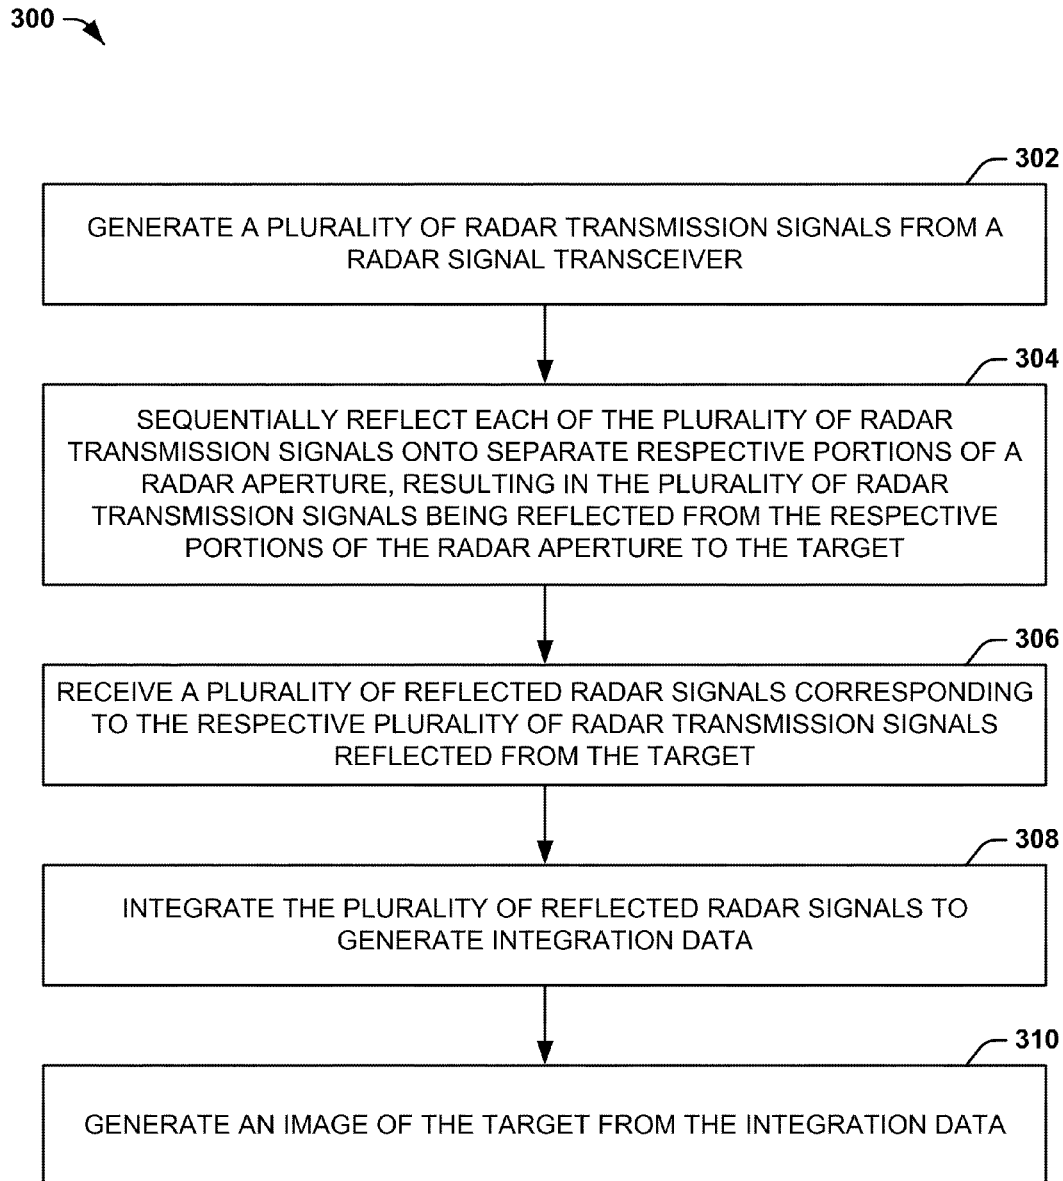 300
302
GENERATE A PLURALITY OF RADAR TRANSMISSION SIGNALS FROM A
RADAR SIGNAL TRANSCEIVER
304
SEQUENTIALLY REFLECT EACH OF THE PLURALITY OF RADAR
TRANSMISSION SIGNALS ONTO SEPARATE RESPECTIVE PORTIONS OF A
RADAR APERTURE, RESULTING IN THE PLURALITY OF RADAR
TRANSMISSION SIGNALS BEING REFLECTED FROM THE RESPECTIVE
PORTIONS OF THE RADAR APERTURE TO THE TARGET
306
RECEIVE A PLURALITY OF REFLECTED RADAR SIGNALS CORRESPONDING
TO THE RESPECTIVE PLURALITY OF RADAR TRANSMISSION SIGNALS
REFLECTED FROM THE TARGET
308
INTEGRATE THE PLURALITY OF REFLECTED RADAR SIGNALS TO
GENERATE INTEGRATION DATA
310
GENERATE AN IMAGE OF THE TARGET FROM THE INTEGRATION DATA